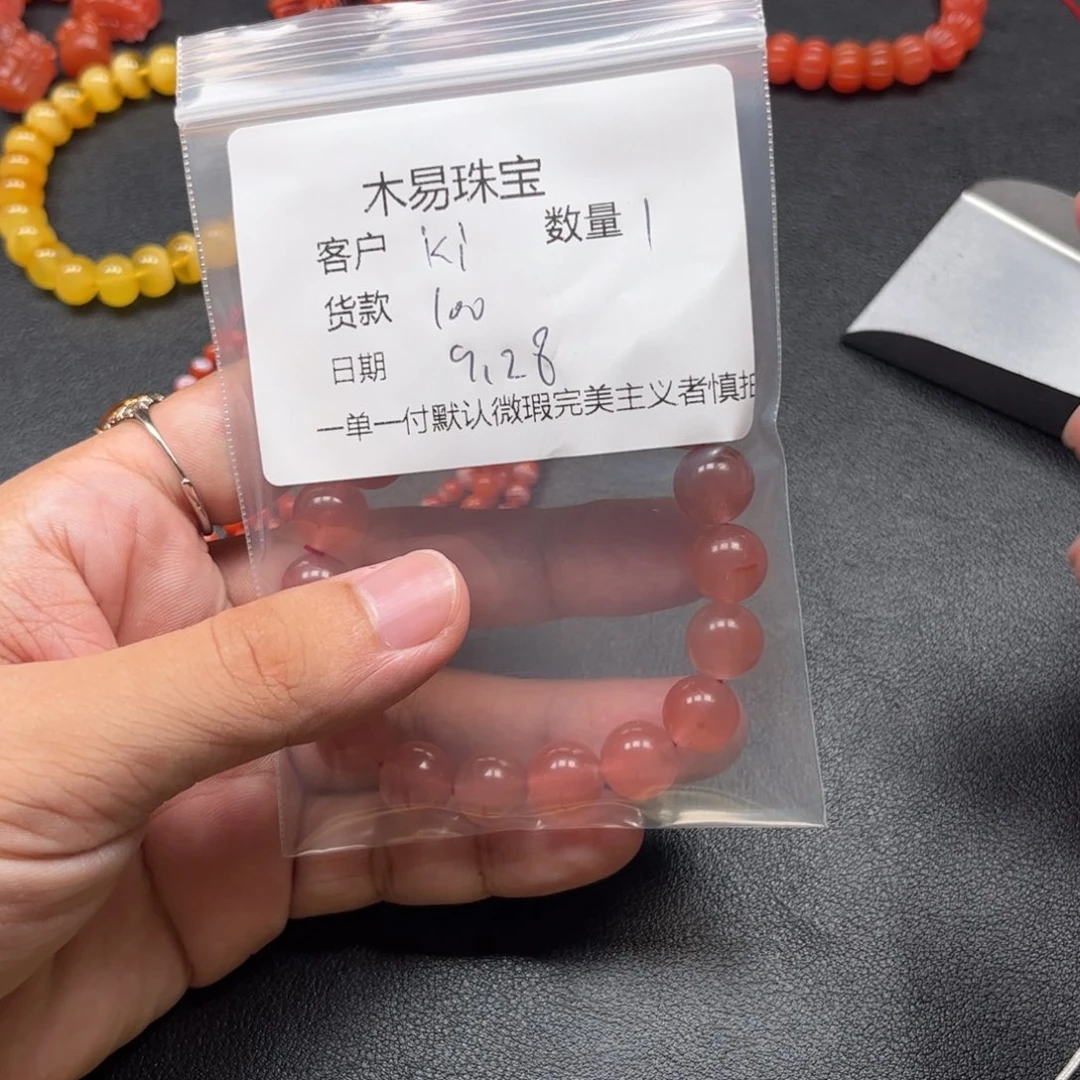 木易珠宝
客户 ki 数量 1
货款 100
日期 9.28
一单一付默认微瑕完美主义者慎拍